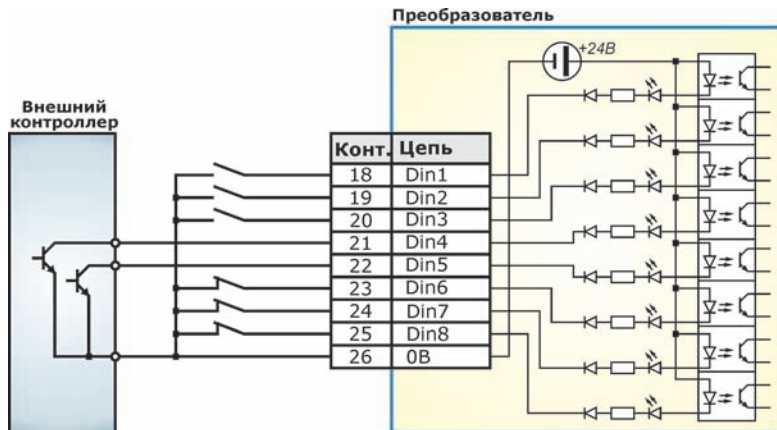 Преобразователь
+24В
Внешний
контроллер
Конт. Цепь
18 Din1
19 Din2
20 Din3
21 Din4
22 Din5
23 Din6
24 Din7
25 Din8
26 0В